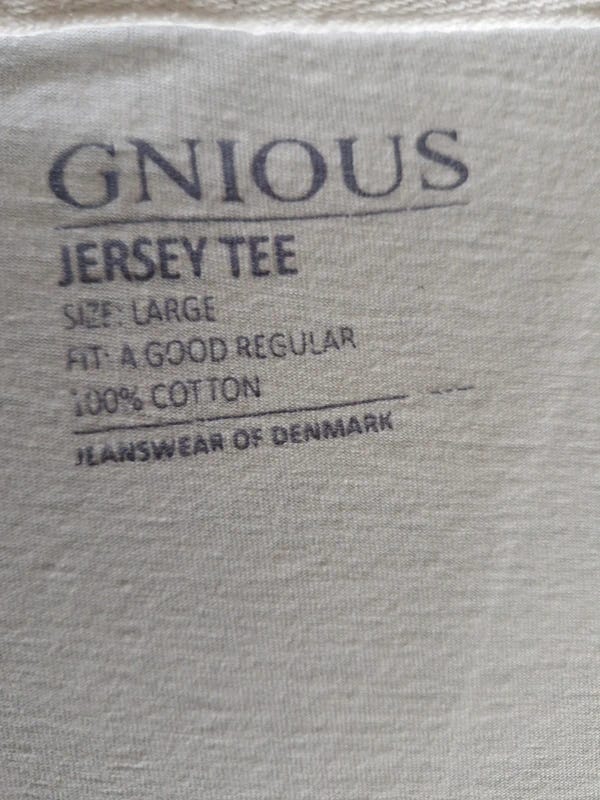 GNIOUS
JERSEY TEE
SIZE: LARGE
FIT: A GOOD REGULAR
100% COTTON
JEANSWEAR OF DENMARK